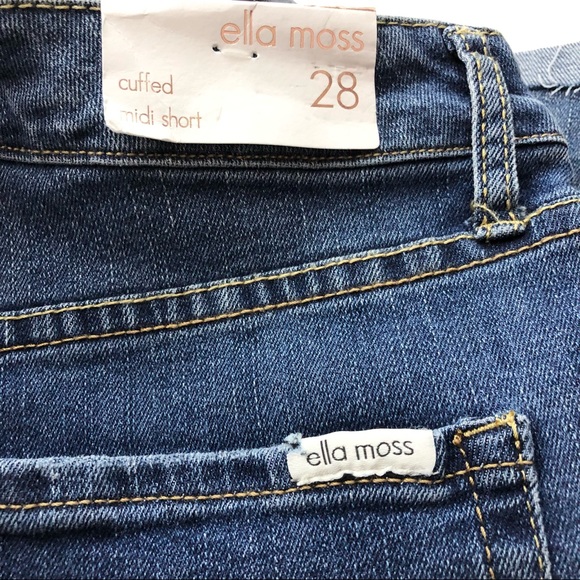 ella moss
cuffed 28
midi short
ella moss